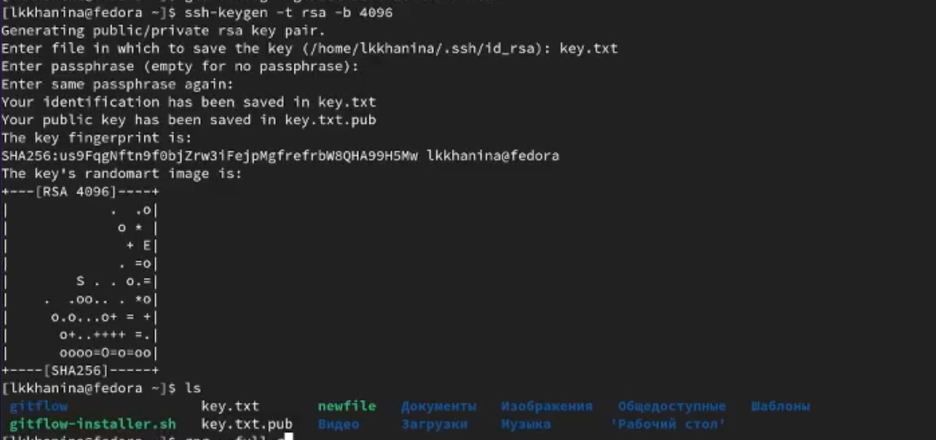 [lkkhanina@fedora ~]$ ssh-keygen -t rsa -b 4096
Generating public/private rsa key pair.
Enter file in which to save the key (/home/lkkhanina/.ssh/id_rsa): key.txt
Enter passphrase (empty for no passphrase):
Enter same passphrase again:
Your identification has been saved in key.txt
Your public key has been saved in key.txt.pub
The key fingerprint is:
SHA256:us9FqgNftn9f0bjZrw3iFejpMgfrefrbW8QHA99H5Mw lkkhanina@fedora
The key's randomart image is:
+---[RSA 4096]----+
|            .  .o|
|             o * |
|              + E|
|             . =o|
|        S . . o.=|
|    .  .oo.. . *o|
|     o.o...o+ = +|
|      o+..++++ =.|
|      oooo=O=o=oo|
+----[SHA256]-----+
[lkkhanina@fedora ~]$ ls
gitflow key.txt newfile Документы Изображения Общедоступные Шаблоны
gitflow-installer.sh key.txt.pub Видео Загрузки Музыка 'Рабочий стол'
[lkkhanina@fedora ~]$